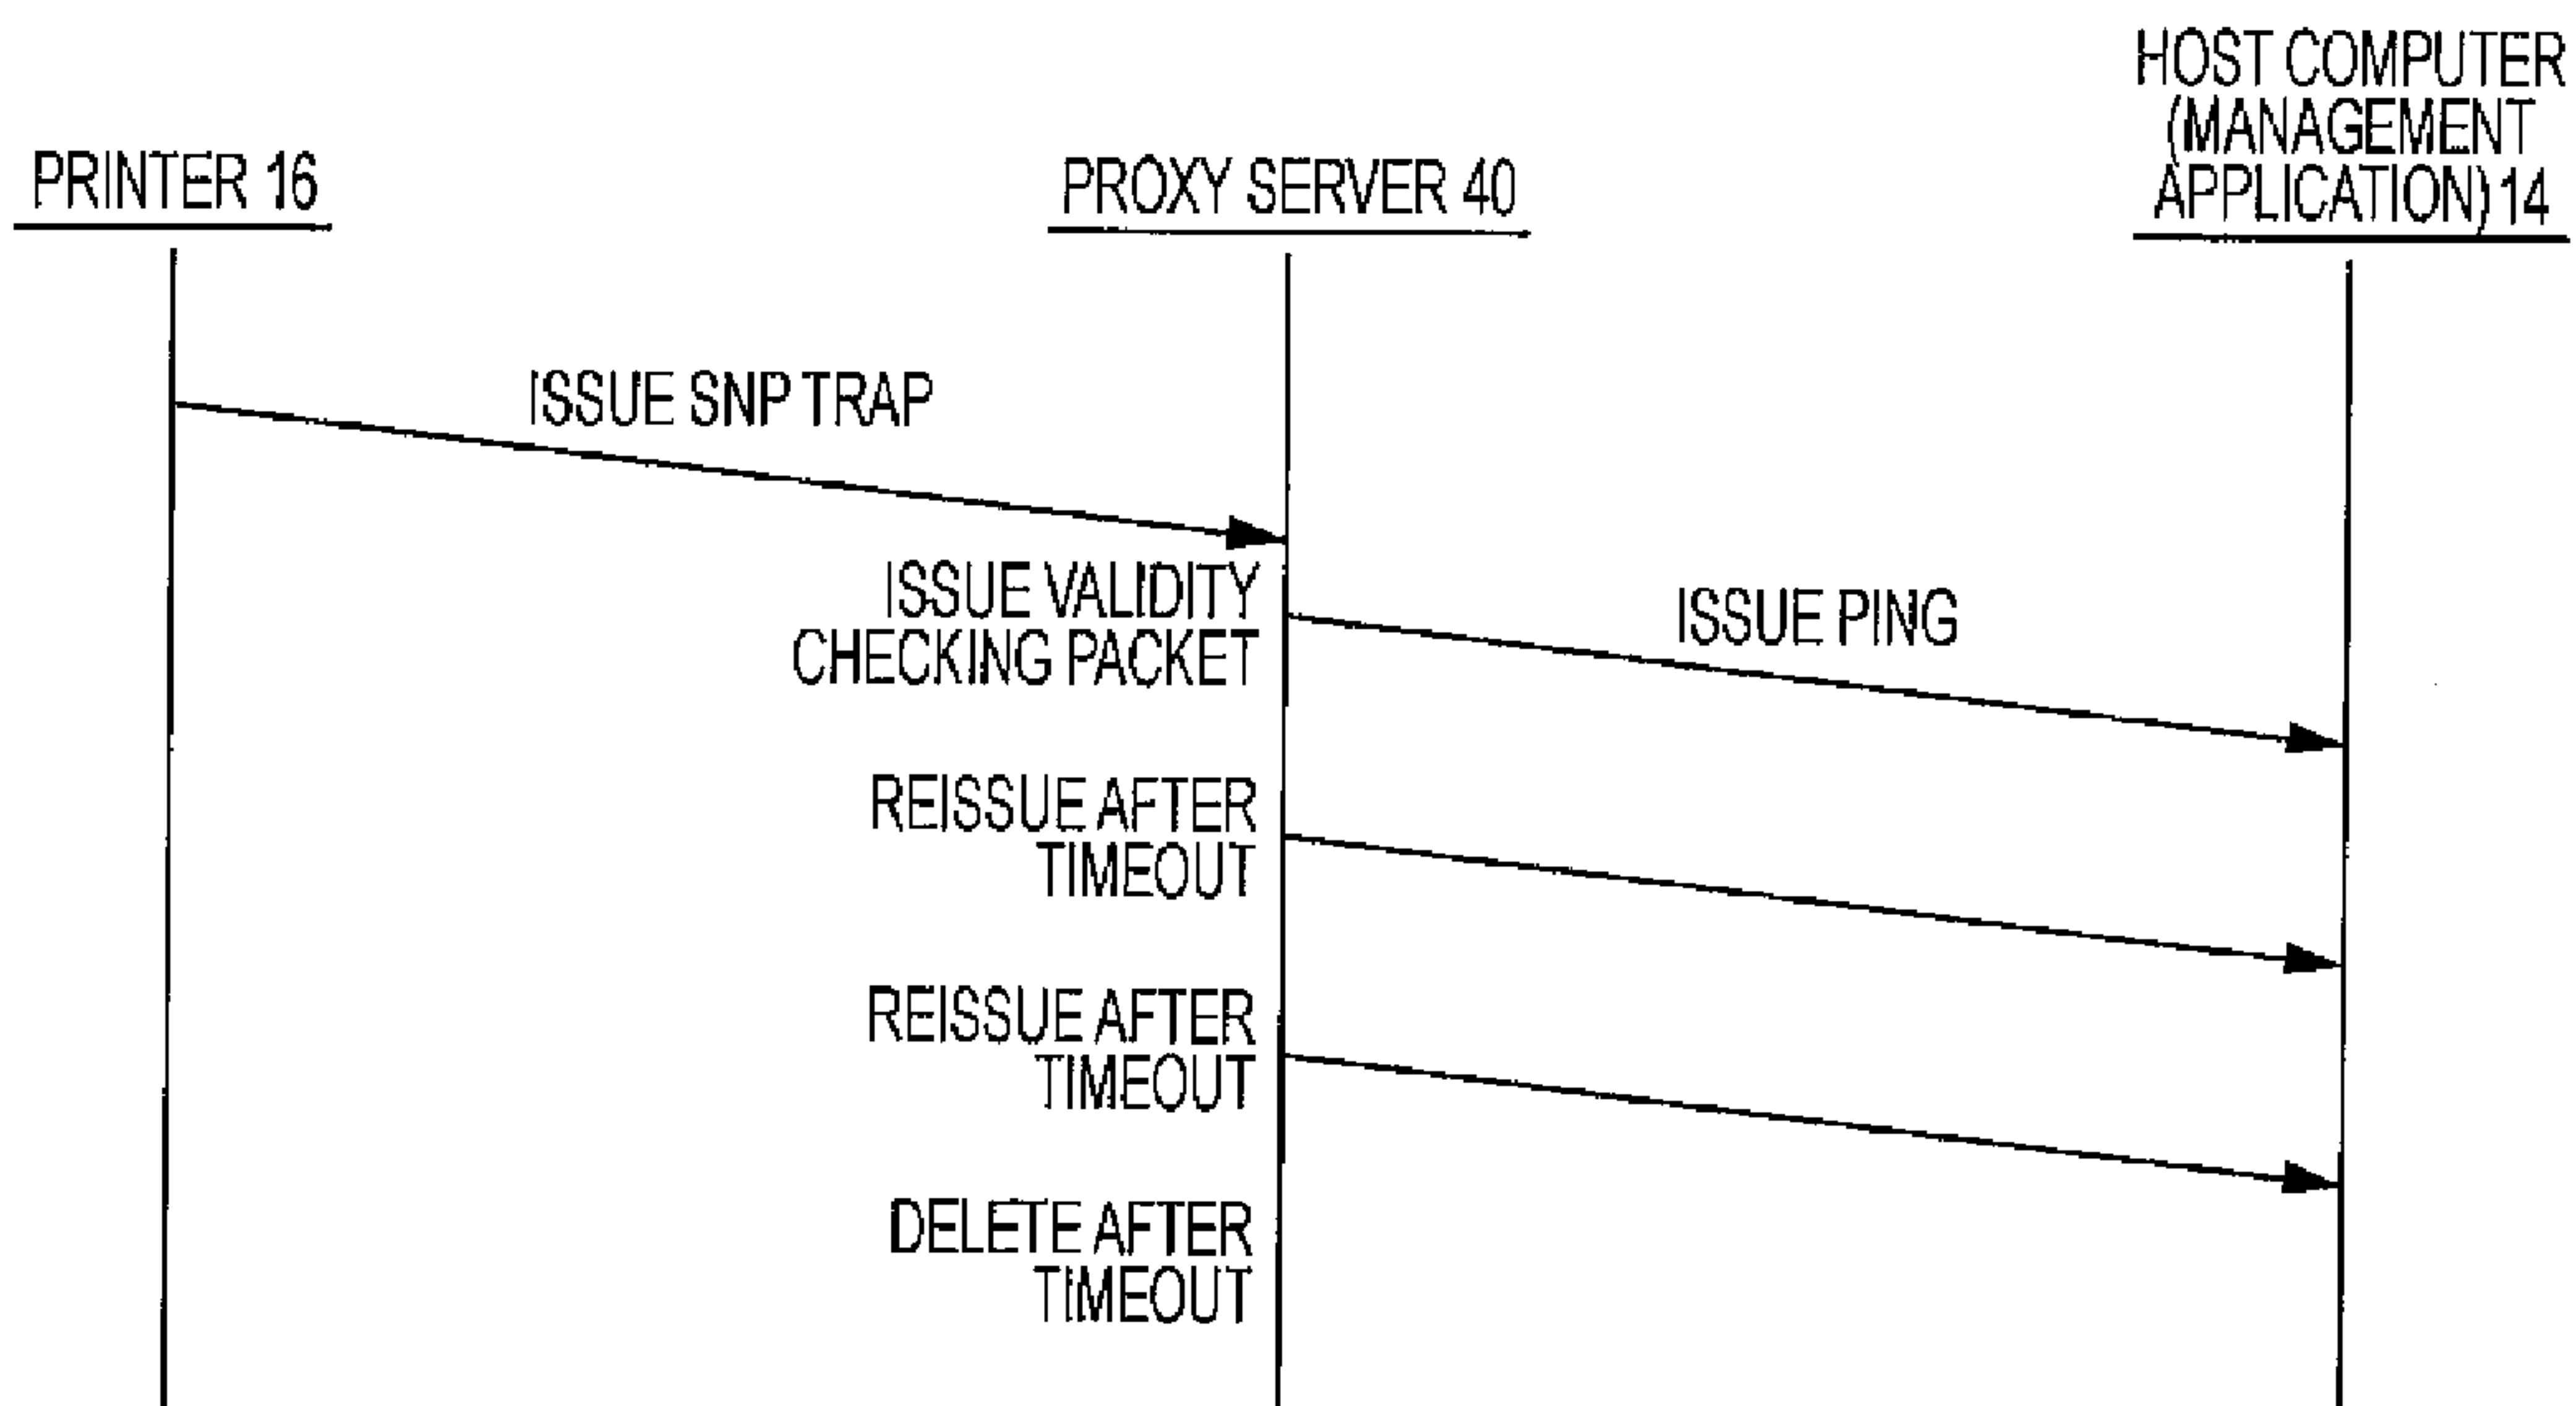 HOST COMPUTER
(MANAGEMENT
APPLICATION) 14
PRINTER 16
PROXY SERVER 40
ISSUE SNP TRAP
ISSUE VALIDITY
CHECKING PACKET
ISSUE PING
REISSUE AFTER
TIMEOUT
REISSUE AFTER
TIMEOUT
DELETE AFTER
TIMEOUT